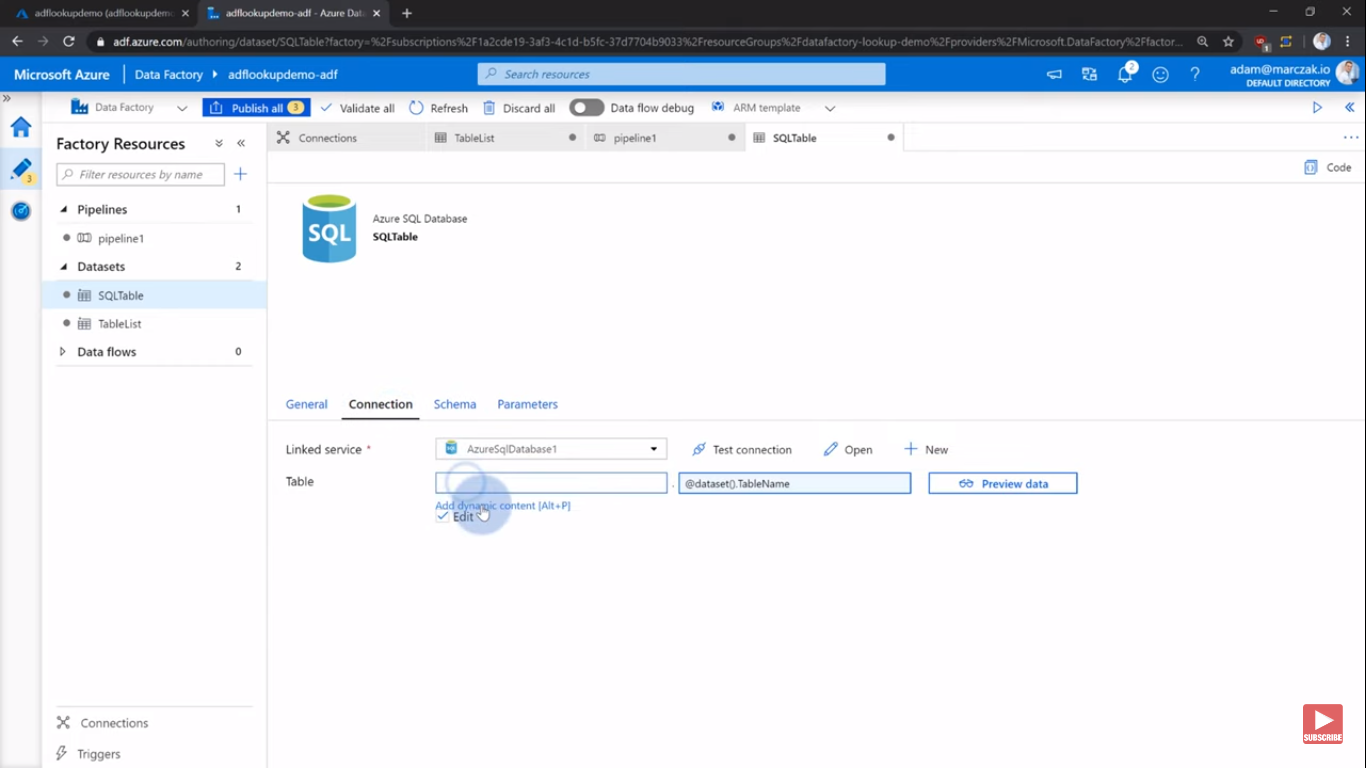 adflookupdemo (adflookupdemo
adflookupdemo-adf - Azure Data
adf.azure.com/authoring/dataset/SQLTable?factory=%2Fsubscriptions%2F1a2cde19-3af3-4c1d-b5fc-37d7704b9033%2FresourceGroups%2Fdatafactory-lookup-demo%2Fproviders%2FMicrosoft.DataFactory%2Ffactor...
Microsoft Azure
Data Factory
adflookupdemo-adf
Search resources
2
adam@marczak.io
DEFAULT DIRECTORY
Data Factory
Publish all 3
Validate all
Refresh
Discard all
Data flow debug
ARM template
Factory Resources
Connections
TableList
pipeline1
SQLTable
Filter resources by name
Code
3
Pipelines 1
pipeline1
Datasets 2
SQLTable
TableList
Data flows 0
SQL
Azure SQL Database
SQLTable
General
Connection
Schema
Parameters
Linked service *
AzureSqlDatabase1
Test connection
Open
New
Table
.
@dataset().TableName
Preview data
Add dynamic content [Alt+P]
Edit
Connections
Triggers
SUBSCRIBE